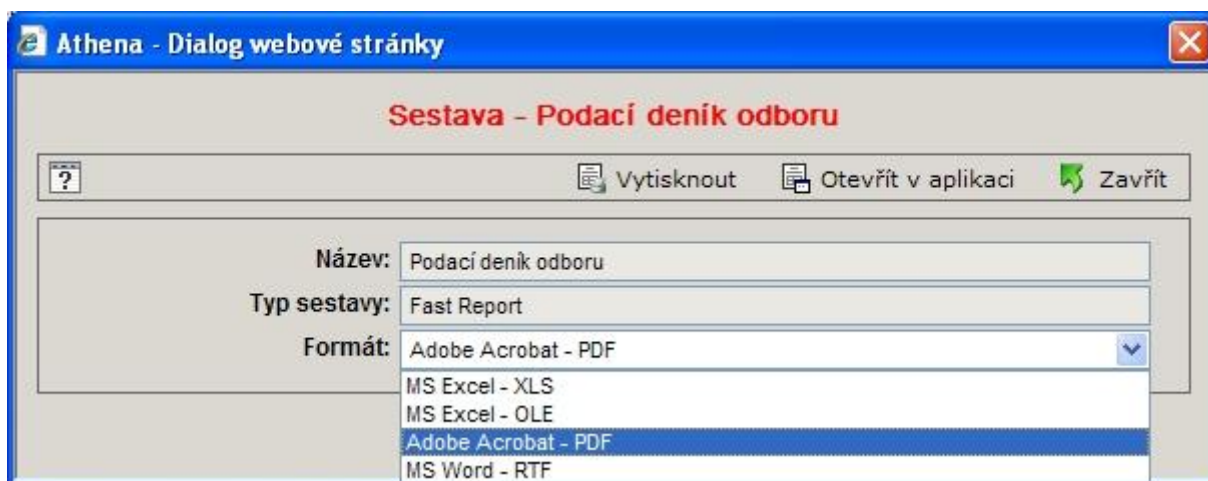 Athena - Dialog webové stránky
Sestava - Podací deník odboru
? Vytisknout Otevřít v aplikaci Zavřít
Název: Podací deník odboru
Typ sestavy: Fast Report
Formát: Adobe Acrobat - PDF
MS Excel - XLS
MS Excel - OLE
Adobe Acrobat - PDF
MS Word - RTF